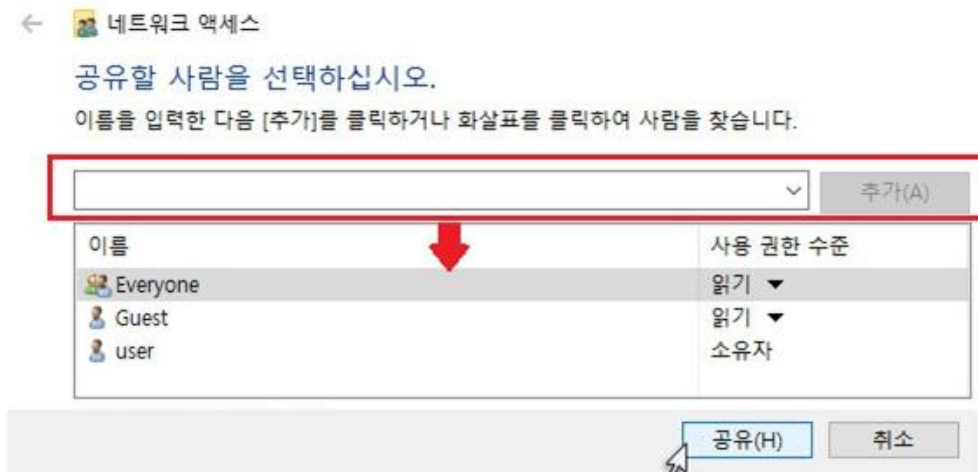 네트워크 액세스
공유할 사람을 선택하십시오.
이름을 입력한 다음 [추가]를 클릭하거나 화살표를 클릭하여 사람을 찾습니다.
추가(A)
이름 사용 권한 수준
Everyone 읽기
Guest 읽기
user 소유자
공유(H) 취소